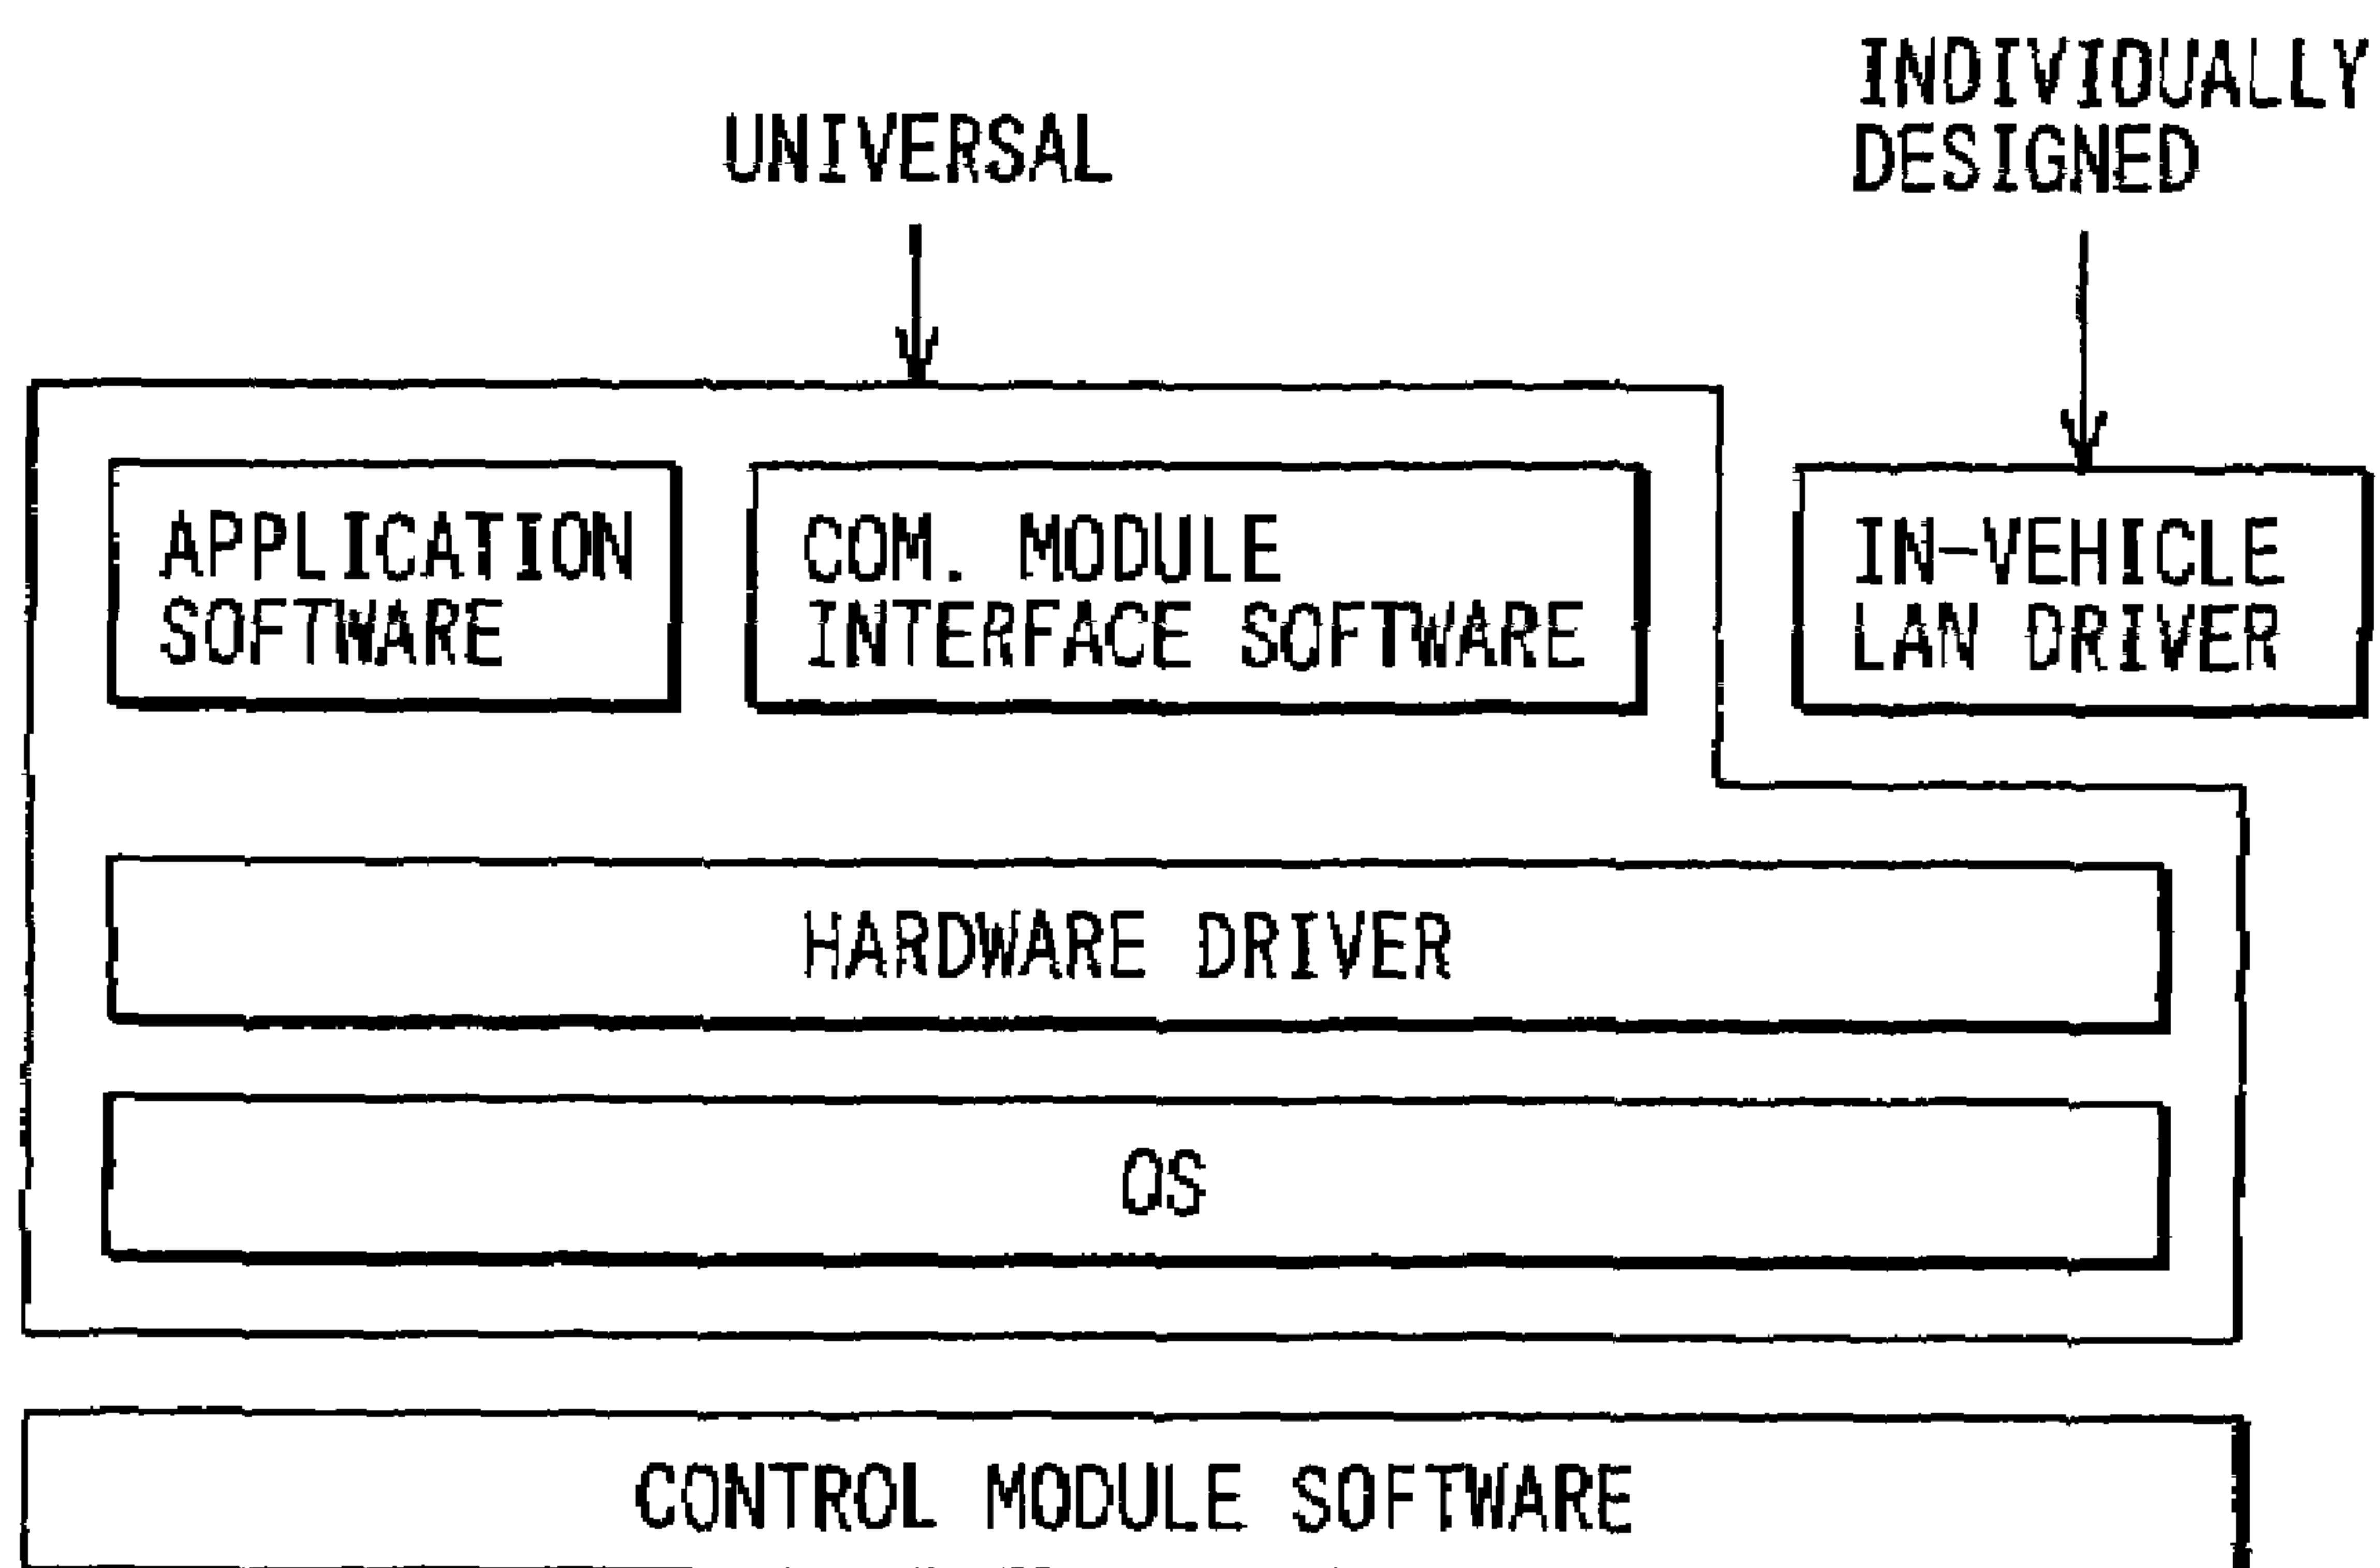 UNIVERSAL
INDIVIDUALLY
DESIGNED
APPLICATION
SOFTWARE
COM. MODULE
INTERFACE SOFTWARE
IN-VEHICLE
LAN DRIVER
HARDWARE DRIVER
OS
CONTROL MODULE SOFTWARE